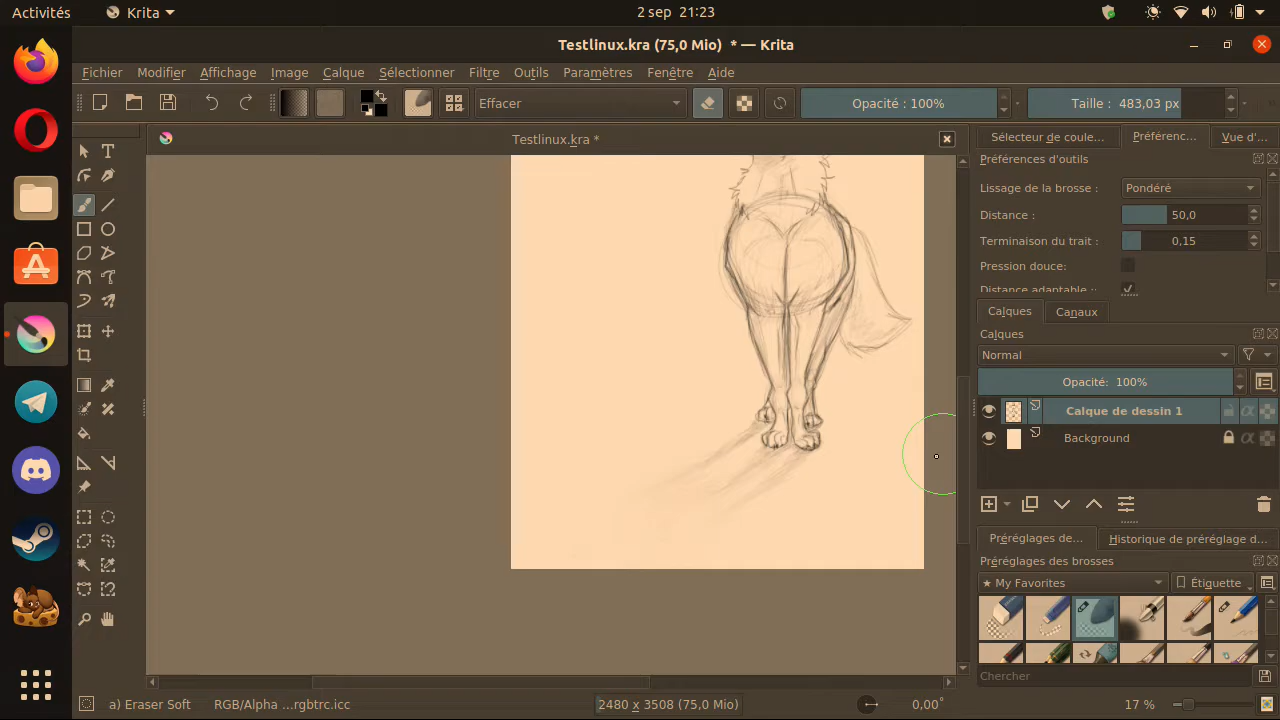 Activités
Krita
2 sep  21:23
Testlinux.kra (75,0 Mio)  * — Krita
Fichier
Modifier
Affichage
Image
Calque
Sélectionner
Filtre
Outils
Paramètres
Fenêtre
Aide
Effacer
Opacité : 100%
Taille :  483,03 px
Testlinux.kra *
Sélecteur de coule...
Préférenc...
Vue d'...
Préférences d'outils
Lissage de la brosse :
Pondéré
Distance :
50,0
Terminaison du trait :
0,15
Pression douce:
Distance adaptable :
Calques
Canaux
Calques
Normal
Opacité:  100%
Calque de dessin 1
Background
Préréglages de...
Historique de préréglage d...
Préréglages des brosses
★ My Favorites
Étiquette
Chercher
a) Eraser Soft
RGB/Alpha ...rgbtrc.icc
2480 x 3508 (75,0 Mio)
0,00°
17 %